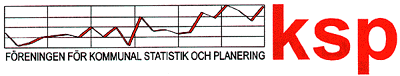 FÖRENINGEN FÖR KOMMUNAL STATISTIK OCH PLANERING
ksp